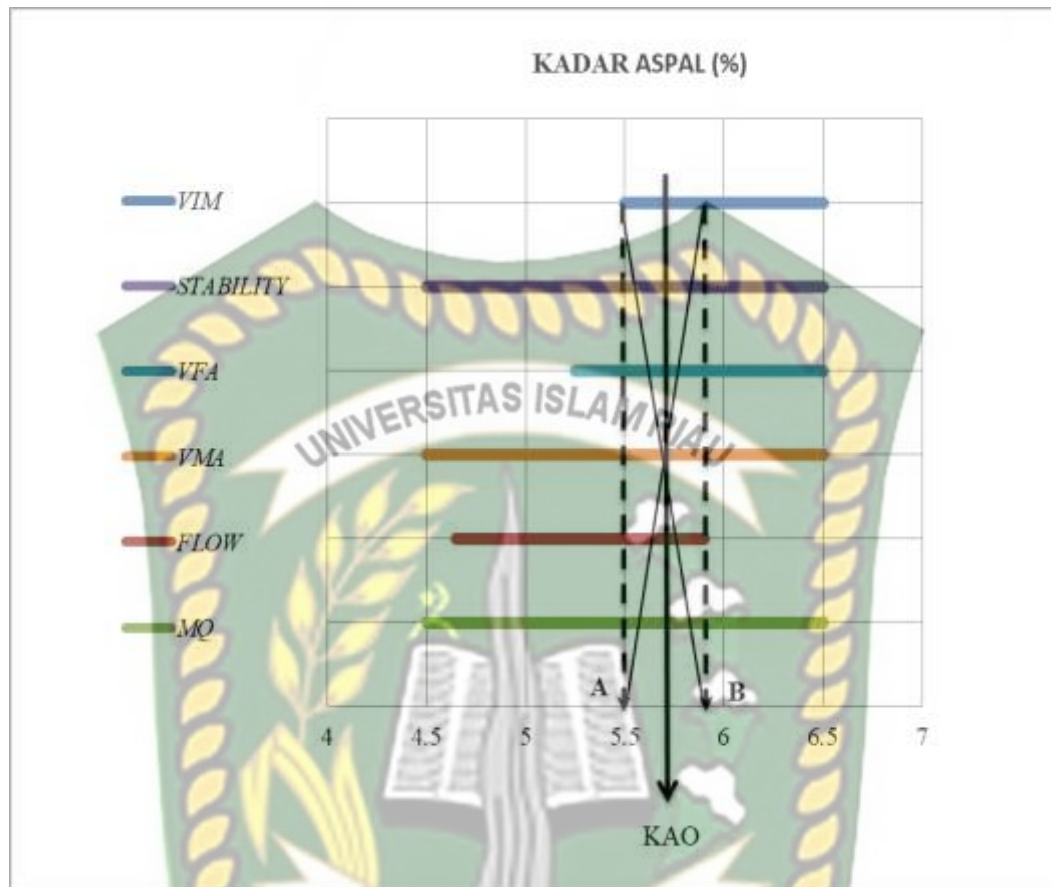 KADAR ASPAL (%)
VIM
STABILITY
VFA
UNIVERSITAS ISLAM RIAU
VMA
FLOW
MQ
A B
4 4.5 5 5.5 6 6.5 7
KAO